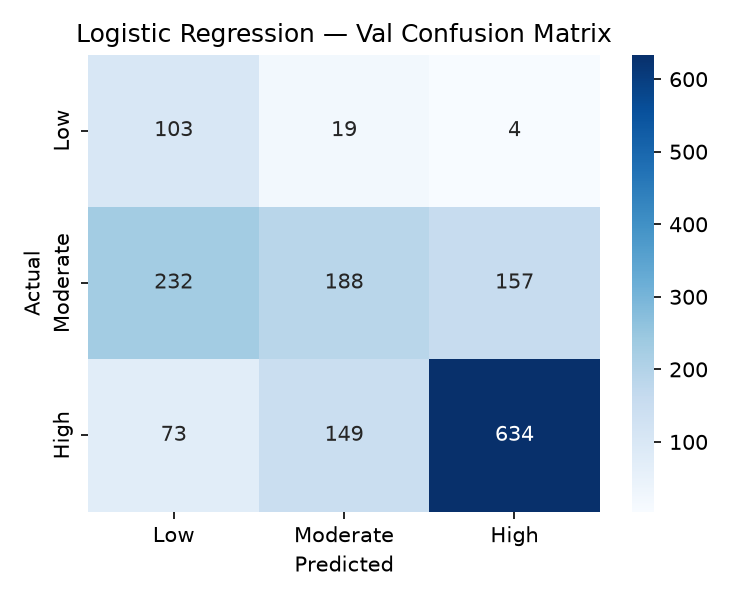 Logistic Regression — Val Confusion Matrix
Low
103
19
4
Actual
Moderate
232
188
157
High
73
149
634
Low
Moderate
High
Predicted
600
500
400
300
200
100